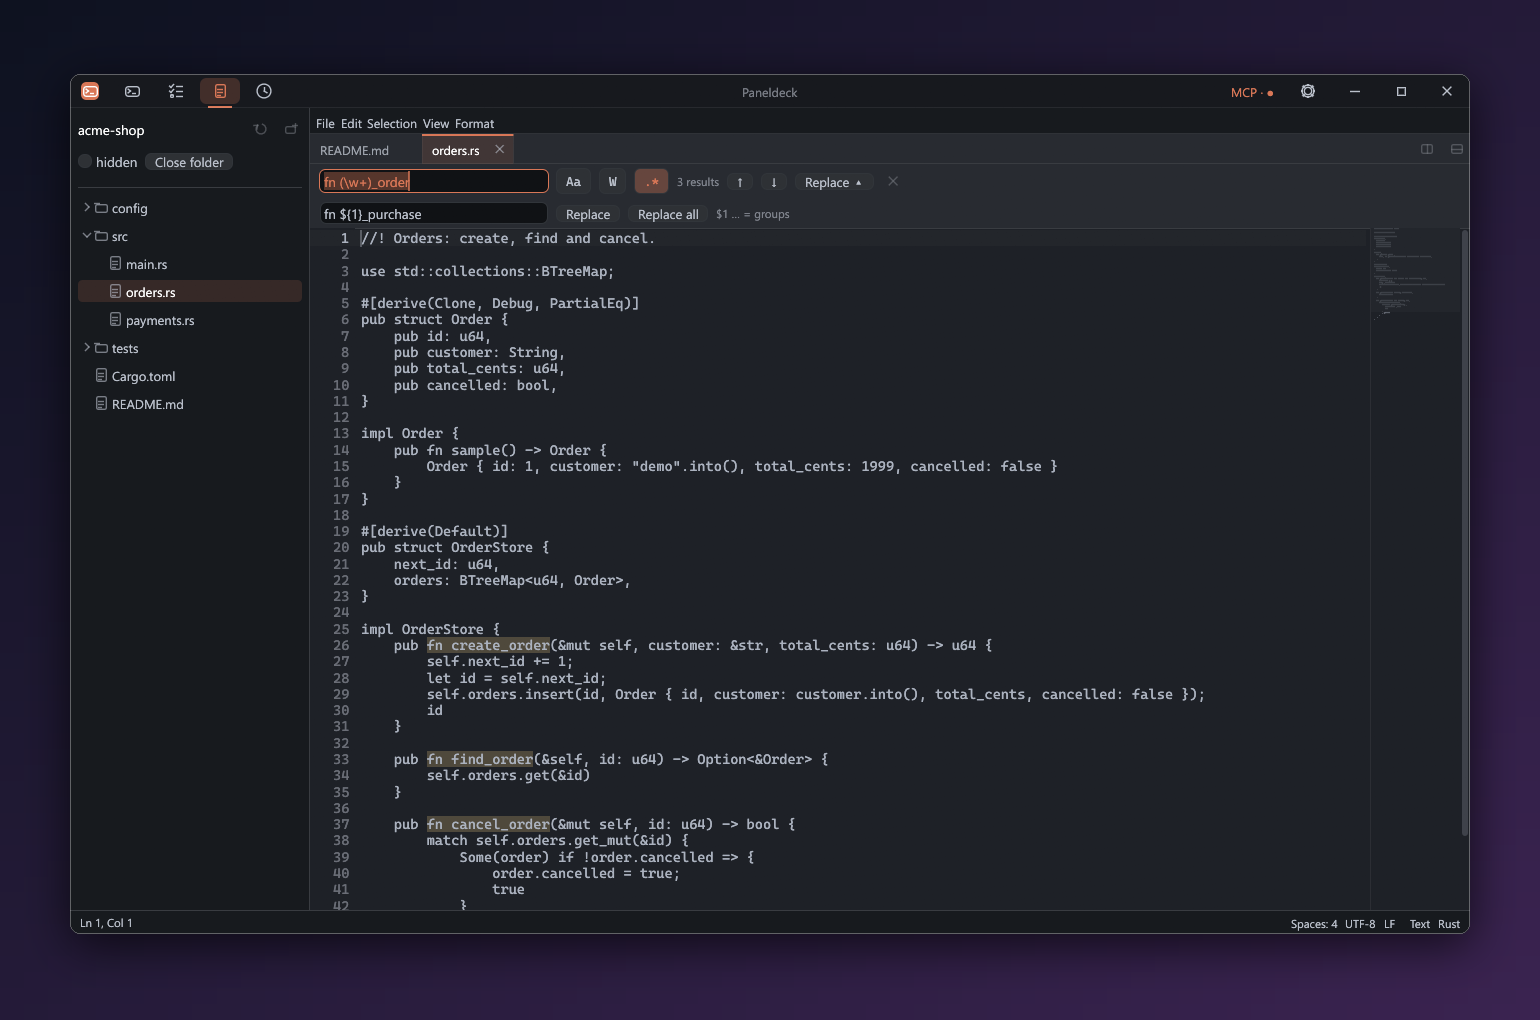 Paneldeck
MCP · ●
acme-shop
hidden
Close folder
config
src
main.rs
orders.rs
payments.rs
tests
Cargo.toml
README.md
File Edit Selection View Format
README.md
orders.rs
fn (\w+)_order
Aa
W
.*
3 results
↑
↓
Replace ▲
fn ${1}_purchase
Replace
Replace all
$1 ... = groups
1 //! Orders: create, find and cancel.
2
3 use std::collections::BTreeMap;
4
5 #[derive(Clone, Debug, PartialEq)]
6 pub struct Order {
7     pub id: u64,
8     pub customer: String,
9     pub total_cents: u64,
10     pub cancelled: bool,
11 }
12
13 impl Order {
14     pub fn sample() -> Order {
15         Order { id: 1, customer: "demo".into(), total_cents: 1999, cancelled: false }
16     }
17 }
18
19 #[derive(Default)]
20 pub struct OrderStore {
21     next_id: u64,
22     orders: BTreeMap<u64, Order>,
23 }
24
25 impl OrderStore {
26     pub fn create_order(&mut self, customer: &str, total_cents: u64) -> u64 {
27         self.next_id += 1;
28         let id = self.next_id;
29         self.orders.insert(id, Order { id, customer: customer.into(), total_cents, cancelled: false });
30         id
31     }
32
33     pub fn find_order(&self, id: u64) -> Option<&Order> {
34         self.orders.get(&id)
35     }
36
37     pub fn cancel_order(&mut self, id: u64) -> bool {
38         match self.orders.get_mut(&id) {
39             Some(order) if !order.cancelled => {
40                 order.cancelled = true;
41                 true
42             }
Ln 1, Col 1
Spaces: 4 UTF-8 LF Text Rust